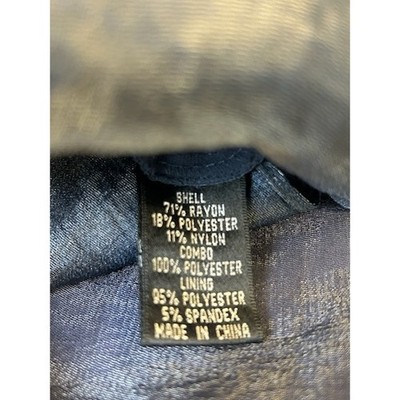 SHELL
71% RAYON
18% POLYESTER
11% NYLON
COMBO
100% POLYESTER
LINING
95% POLYESTER
5% SPANDEX
MADE IN CHINA